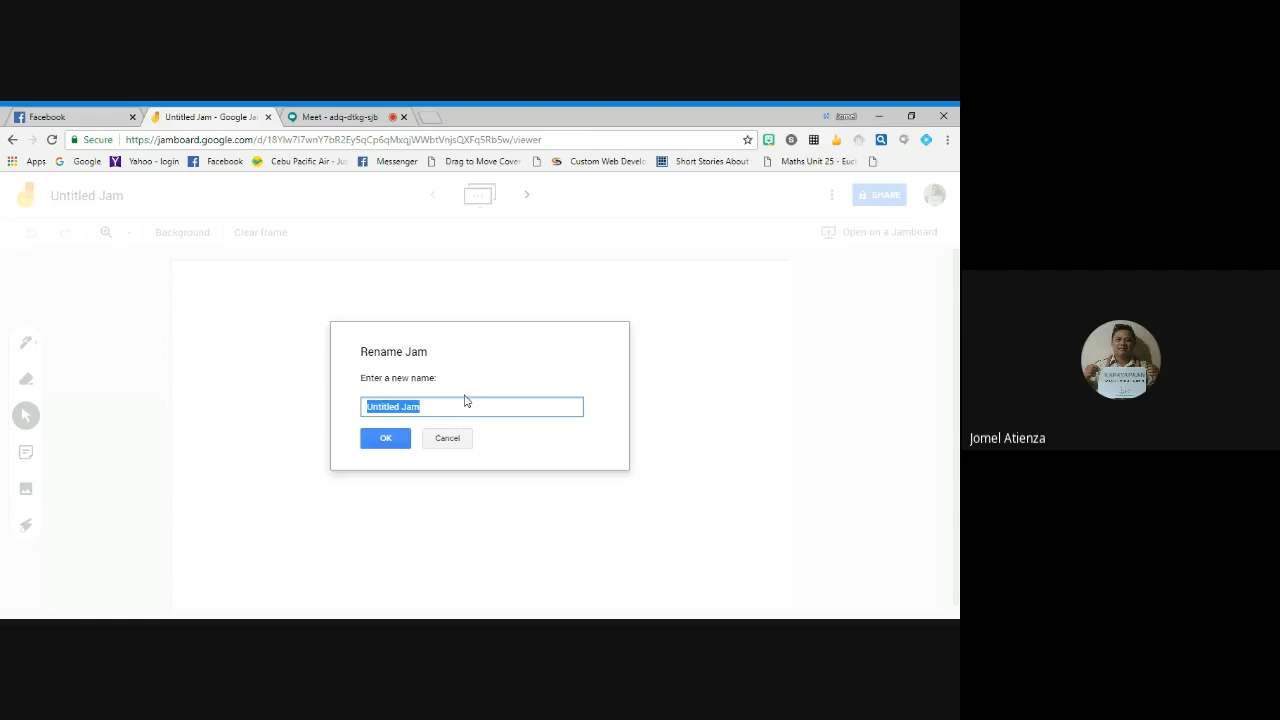 Facebook
Untitled Jam - Google Ja
Meet - adq-dtkg-sjb
Jomel
Secure
https://jamboard.google.com/d/18Ylw7I7wnY7bR2Ey5qCp6qMxqjWWbtVnjsQXFq5Rb5w/viewer
Apps
Google
Yahoo - login
Facebook
Cebu Pacific Air - Ju
Messenger
Drag to Move Cover
Custom Web Develo
Short Stories About
Maths Unit 25 - Eucl
Untitled Jam
SHARE
Background
Clear frame
Open on a Jamboard
Rename Jam
Enter a new name:
Untitled Jam
OK
Cancel
KAPAYAPAAN
Jomel Atienza